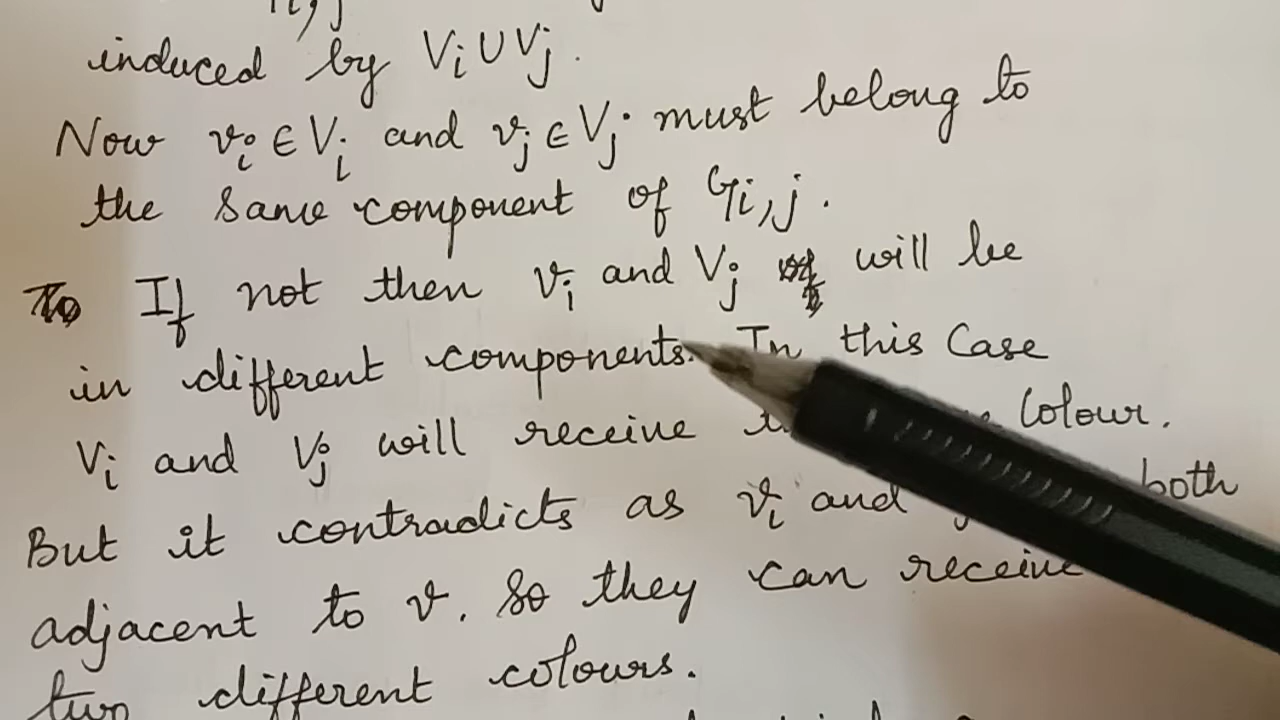 induced by Vi ∪ Vj.
Now vi ∈ Vi and vj ∈ Vj must belong to
the same component of Gi,j.
If not then vi and Vj will be
in different components. In this Case
Vi and Vj will receive colour.
But it contradicts as vi and both
adjacent to v. So they can receive
two different colours.